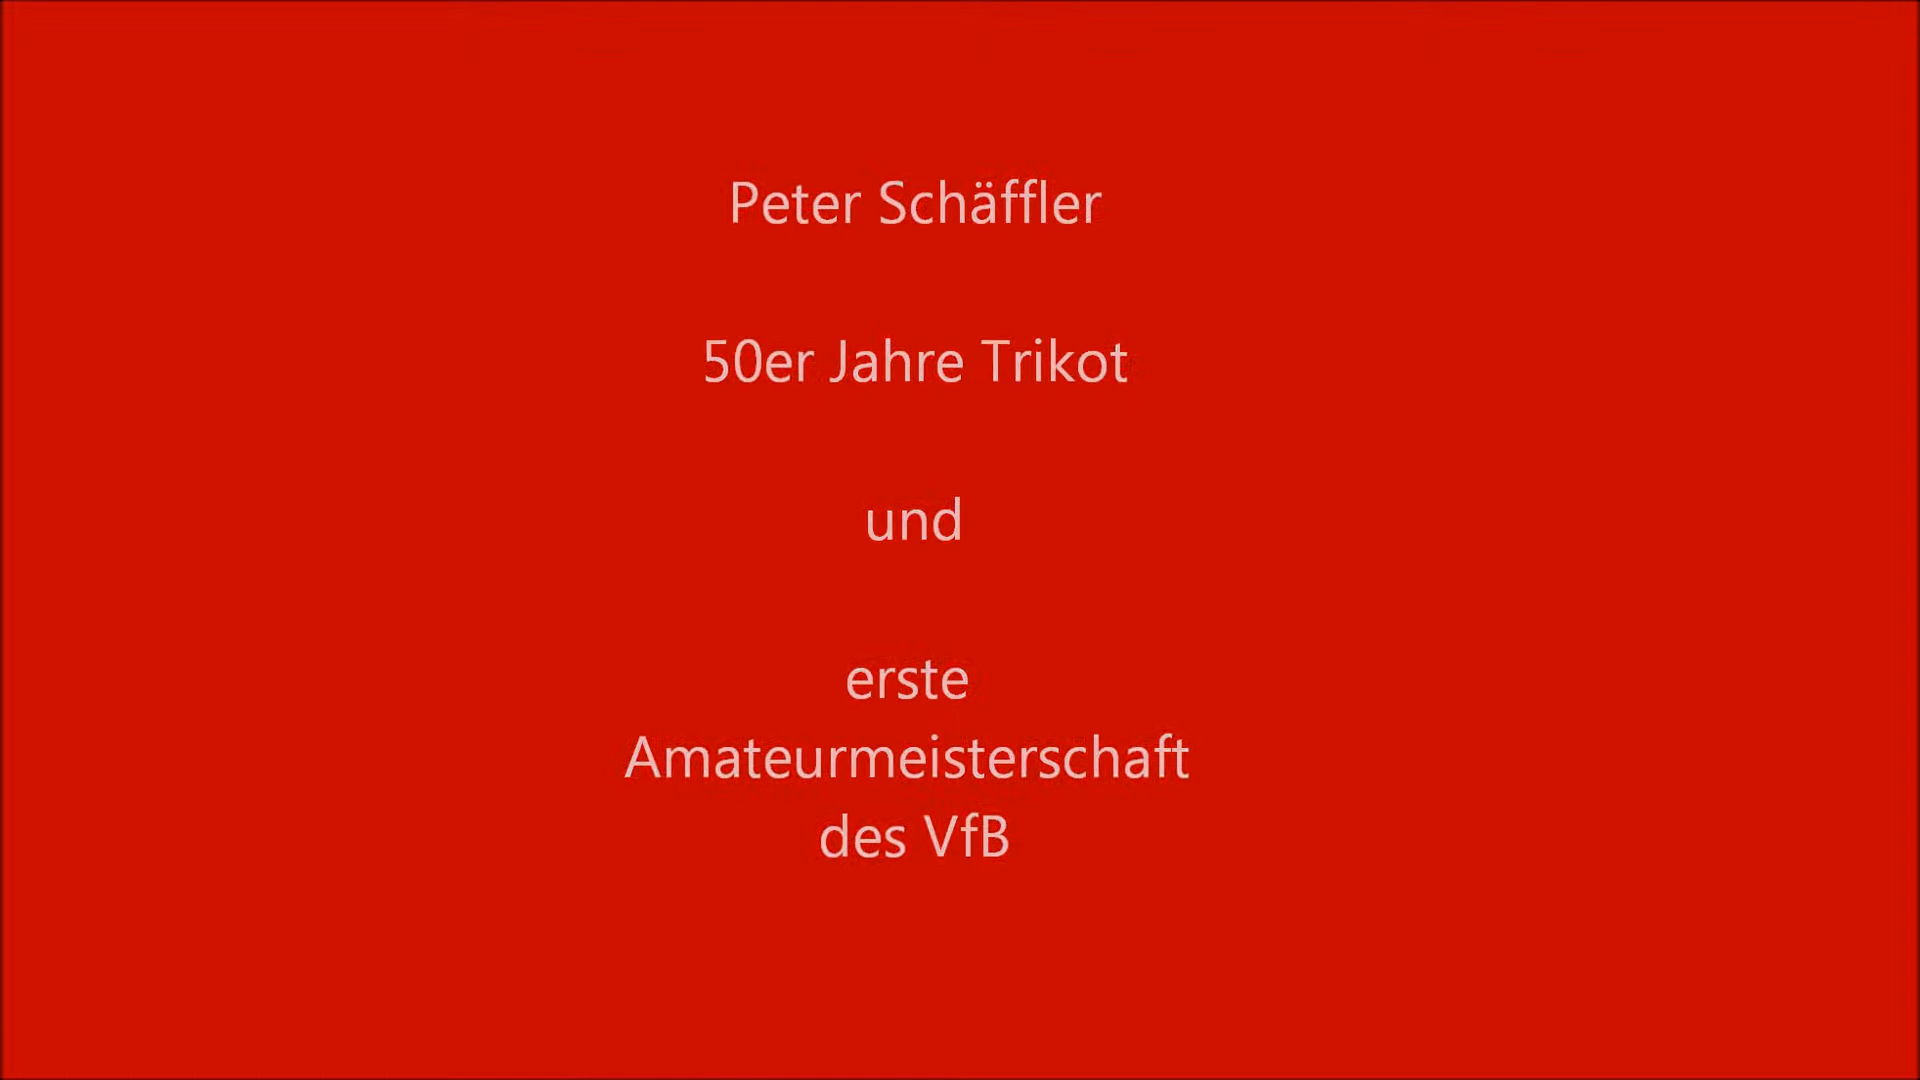 Peter Schäffler
50er Jahre Trikot
und
erste
Amateurmeisterschaft
des VfB